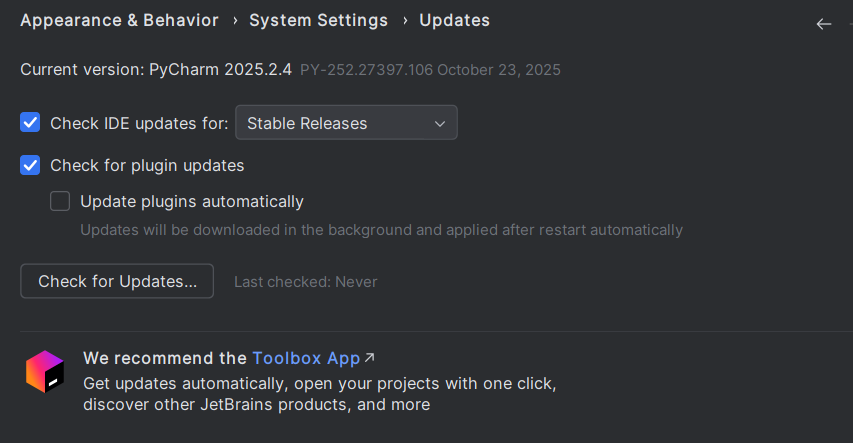 Appearance & Behavior › System Settings › Updates
Current version: PyCharm 2025.2.4 PY-252.27397.106 October 23, 2025
Check IDE updates for: Stable Releases
Check for plugin updates
Update plugins automatically
Updates will be downloaded in the background and applied after restart automatically
Check for Updates... Last checked: Never
We recommend the Toolbox App↗
Get updates automatically, open your projects with one click,
discover other JetBrains products, and more